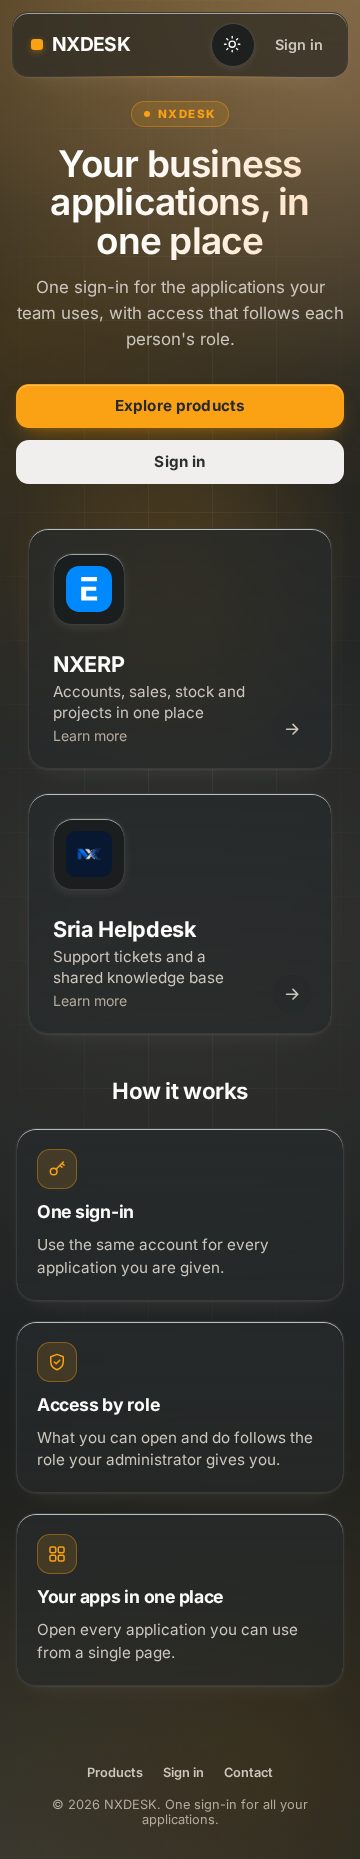 NXDESK
Sign in
NXDESK
Your business
applications, in
one place
One sign-in for the applications your
team uses, with access that follows each
person's role.
Explore products
Sign in
E
NXERP
Accounts, sales, stock and
projects in one place
Learn more →
NX
Sria Helpdesk
Support tickets and a
shared knowledge base
Learn more →
How it works
One sign-in
Use the same account for every
application you are given.
Access by role
What you can open and do follows the
role your administrator gives you.
Your apps in one place
Open every application you can use
from a single page.
Products Sign in Contact
© 2026 NXDESK. One sign-in for all your
applications.